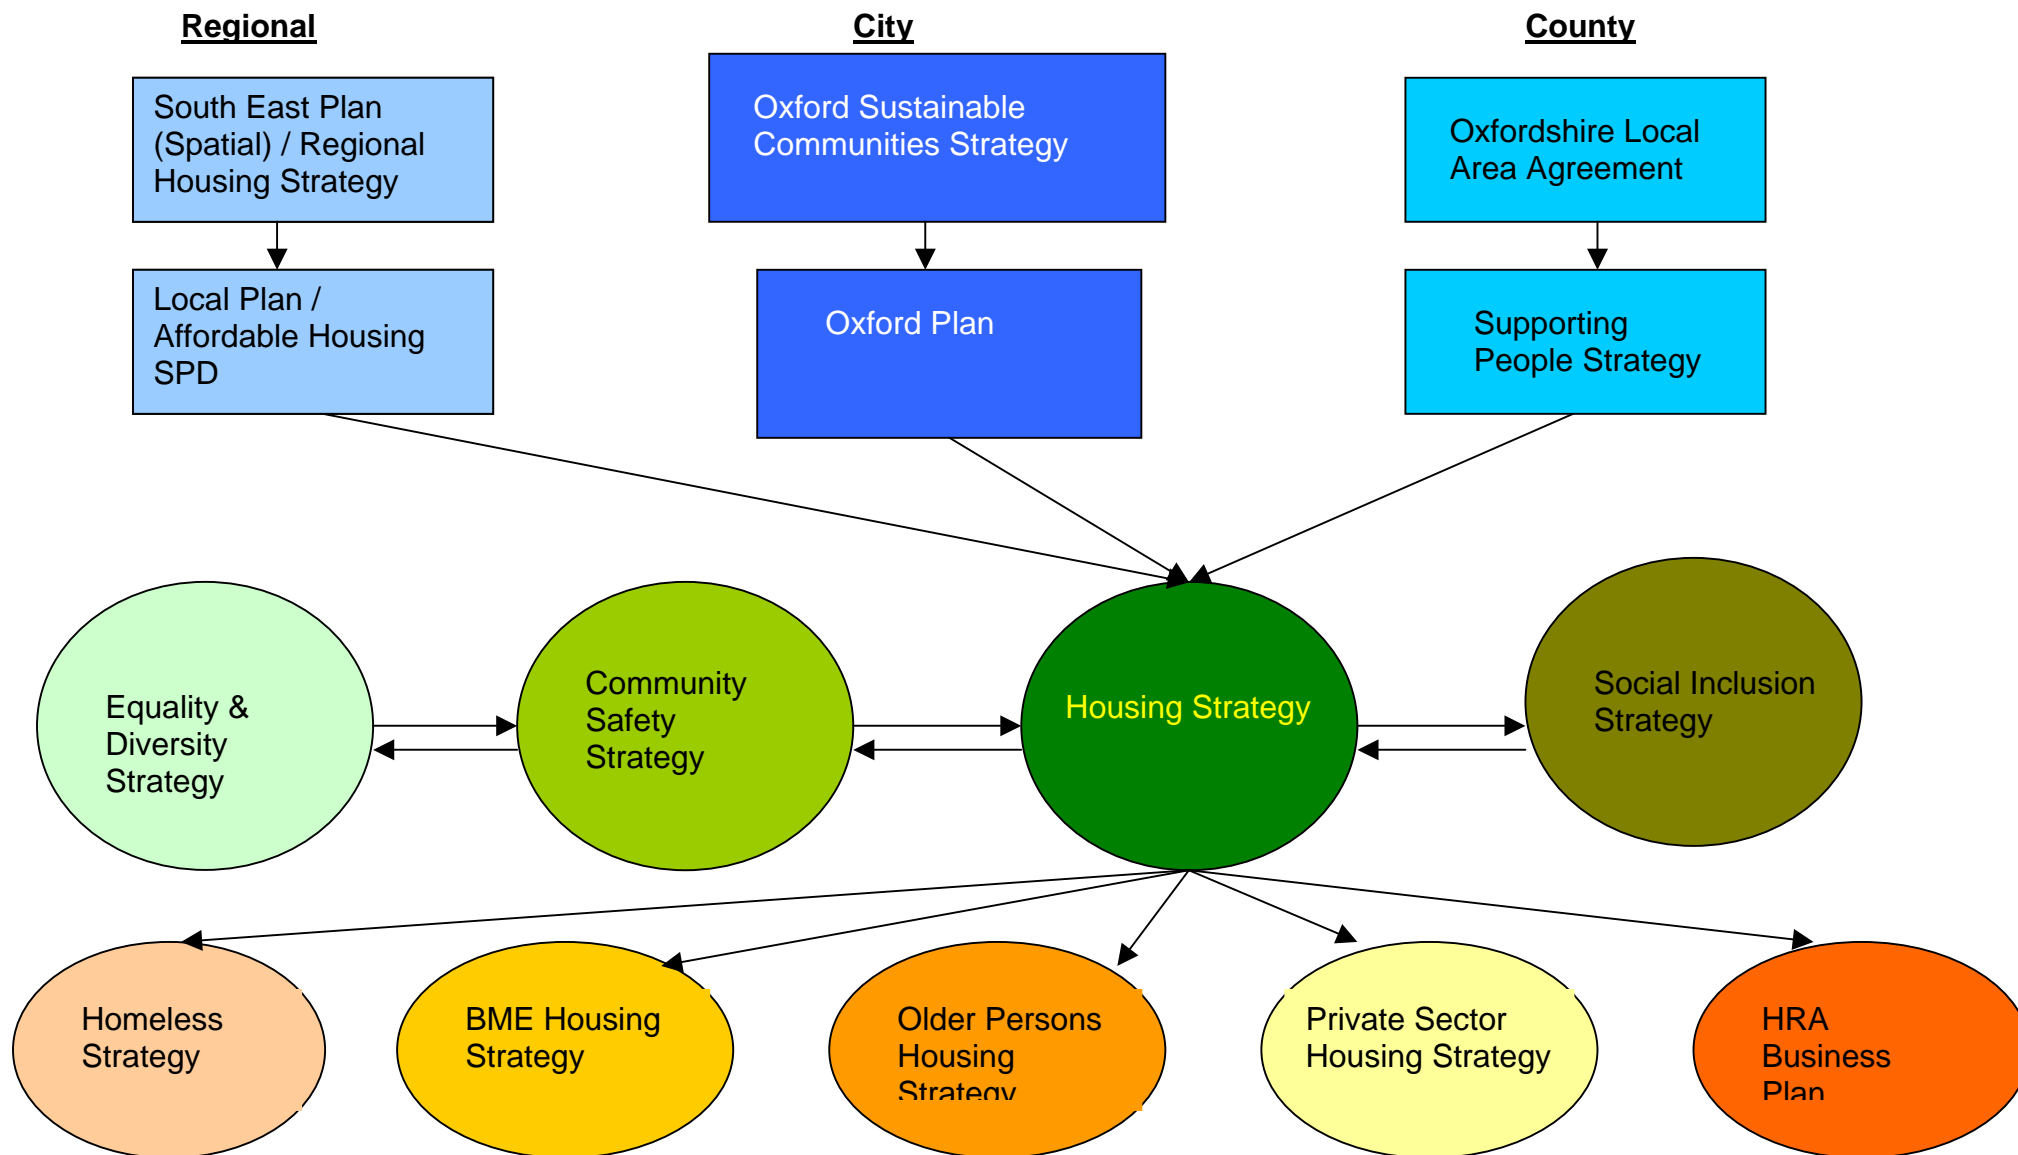 Regional
City
County
South East Plan
(Spatial) / Regional
Housing Strategy
Oxford Sustainable
Communities Strategy
Oxfordshire Local
Area Agreement
Local Plan /
Affordable Housing
SPD
Oxford Plan
Supporting
People Strategy
Equality &
Diversity
Strategy
Community
Safety
Strategy
Housing Strategy
Social Inclusion
Strategy
Homeless
Strategy
BME Housing
Strategy
Older Persons
Housing
Strategy
Private Sector
Housing Strategy
HRA
Business
Plan